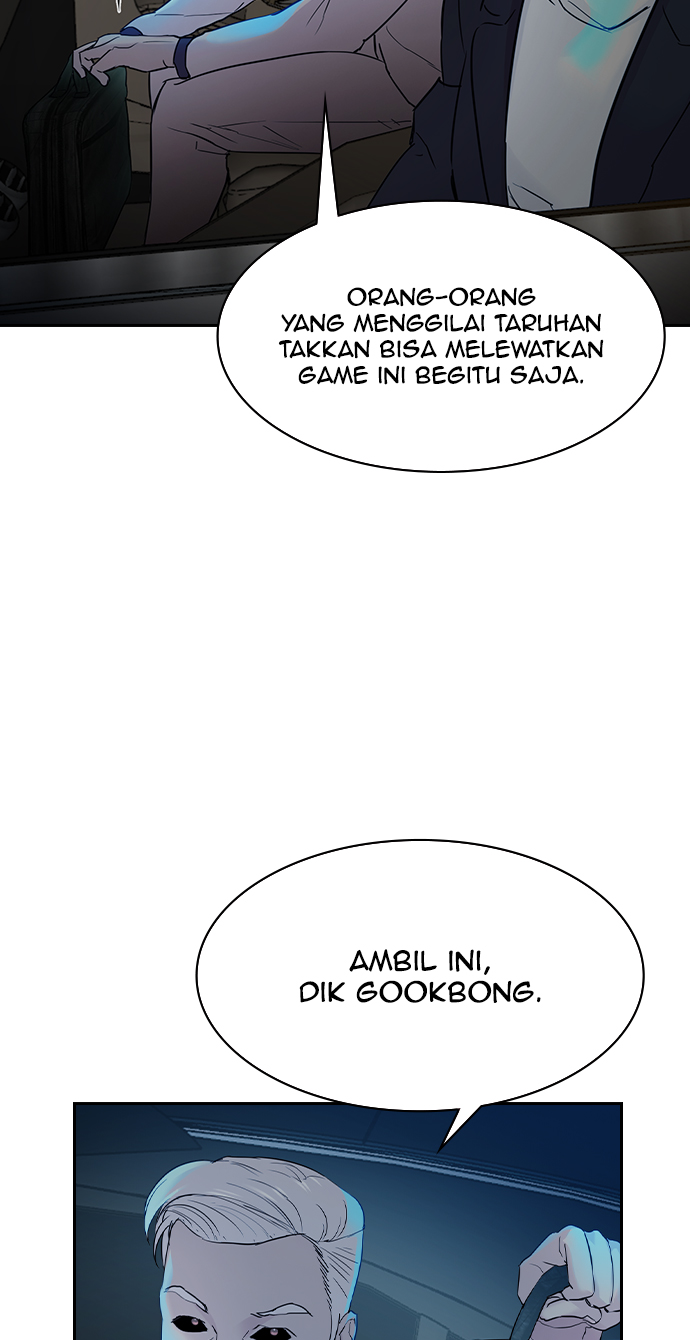 ORANG-ORANG
YANG MENGGILAI TARUHAN
TAKKAN BISA MELEWATKAN
GAME INI BEGITU SAJA.
AMBIL INI,
DIK GOOKBONG.